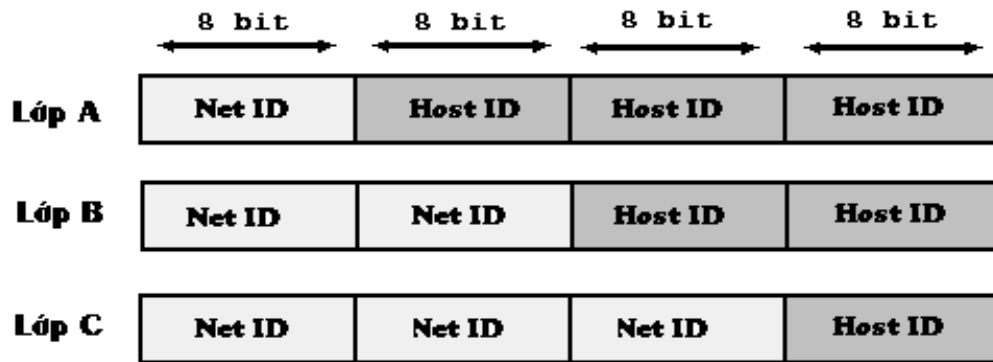 8 bit 8 bit 8 bit 8 bit
Lớp A Net ID Host ID Host ID Host ID
Lớp B Net ID Net ID Host ID Host ID
Lớp C Net ID Net ID Net ID Host ID